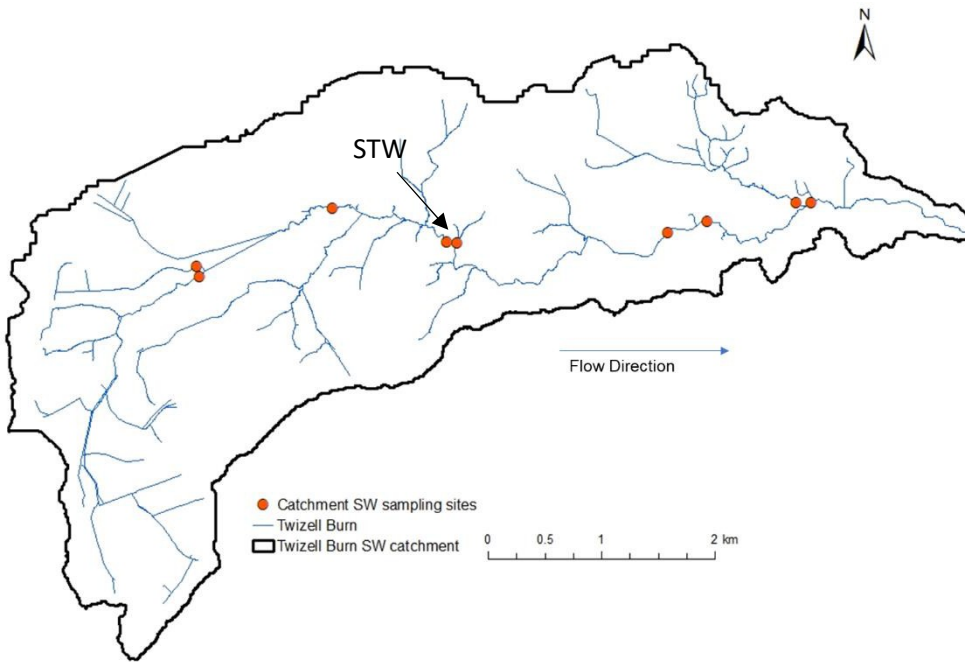 N
STW
Flow Direction
Catchment SW sampling sites
Twizell Burn
Twizell Burn SW catchment
0 0.5 1 2 km